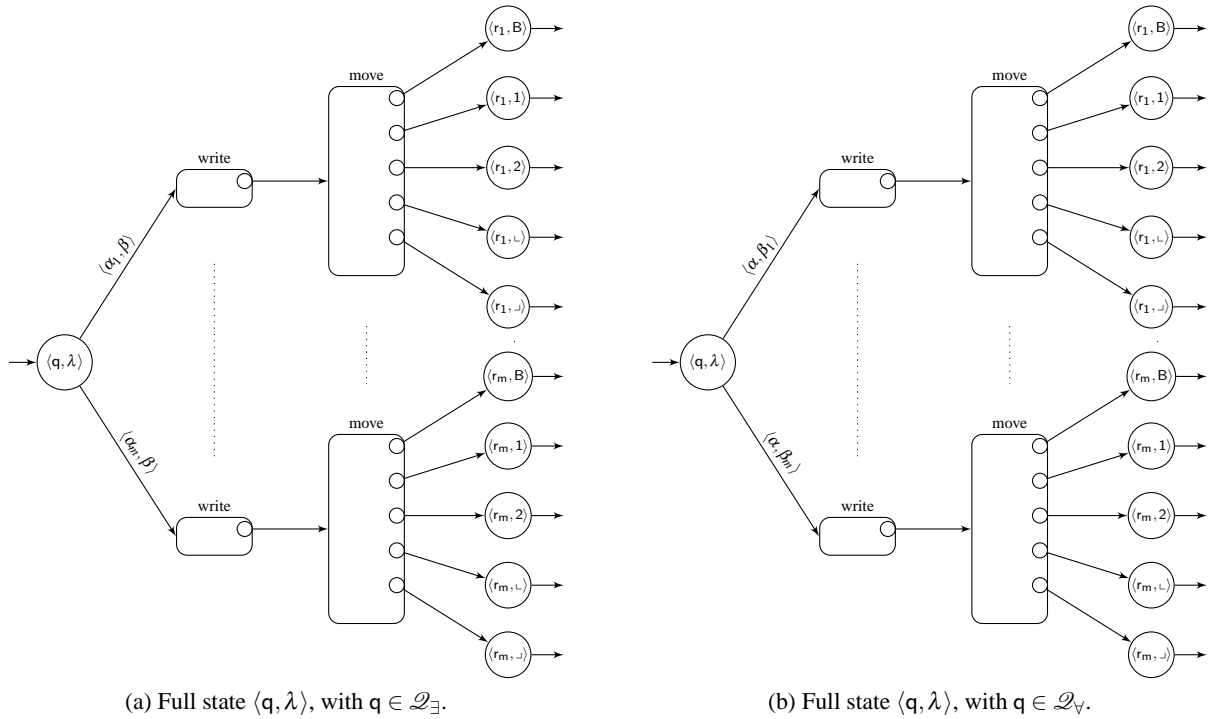 ⟨r₁, B⟩
move
⟨r₁, 1⟩
write
⟨r₁, 2⟩
⟨r₁, ␣⟩
⟨α₁, β⟩
⟨r₁, ⌟⟩
⟨q, λ⟩
⟨rₘ, B⟩
move
⟨αₘ, β⟩
⟨rₘ, 1⟩
write
⟨rₘ, 2⟩
⟨rₘ, ␣⟩
⟨rₘ, ⌟⟩
(a) Full state ⟨q, λ⟩, with q ∈ 𝒬∃.
⟨r₁, B⟩
move
⟨r₁, 1⟩
write
⟨r₁, 2⟩
⟨r₁, ␣⟩
⟨α, β₁⟩
⟨r₁, ⌟⟩
⟨q, λ⟩
⟨rₘ, B⟩
move
⟨α, βₘ⟩
⟨rₘ, 1⟩
write
⟨rₘ, 2⟩
⟨rₘ, ␣⟩
⟨rₘ, ⌟⟩
(b) Full state ⟨q, λ⟩, with q ∈ 𝒬∀.